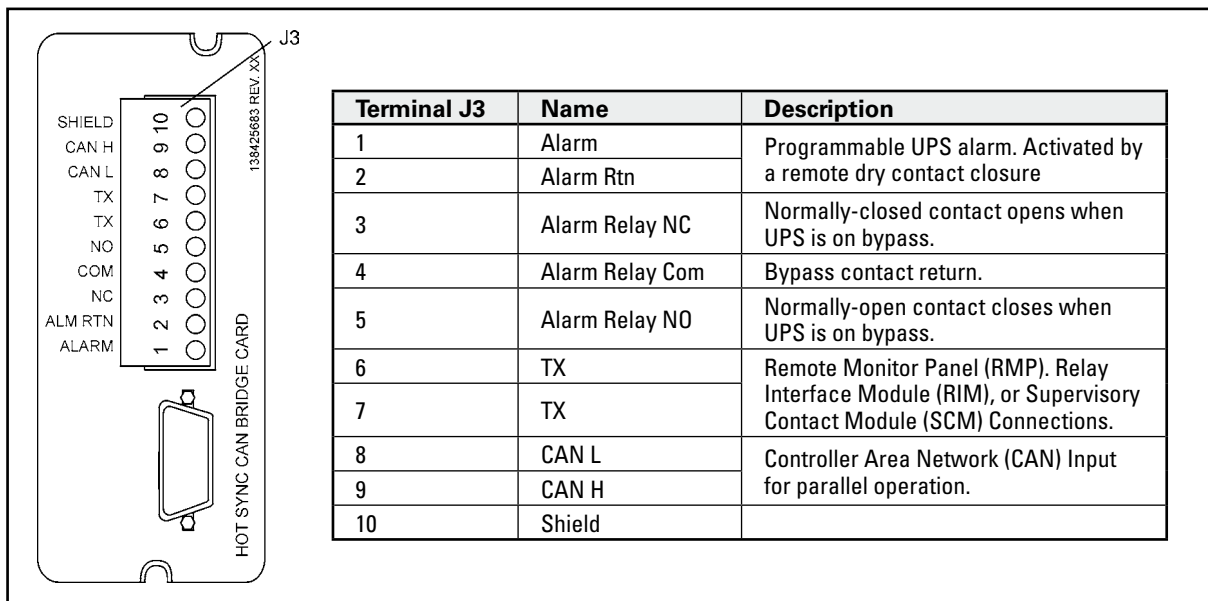 J3
138425683 REV. XX
SHIELD 10
CAN H 9
CAN L 8
TX 7
TX 6
NO 5
COM 4
NC 3
ALM RTN 2
ALARM 1
HOT SYNC CAN BRIDGE CARD
Terminal J3 Name Description
1 Alarm Programmable UPS alarm. Activated by
a remote dry contact closure
2 Alarm Rtn
3 Alarm Relay NC Normally-closed contact opens when
UPS is on bypass.
4 Alarm Relay Com Bypass contact return.
5 Alarm Relay NO Normally-open contact closes when
UPS is on bypass.
6 TX Remote Monitor Panel (RMP). Relay
Interface Module (RIM), or Supervisory
7 TX Contact Module (SCM) Connections.
8 CAN L Controller Area Network (CAN) Input
9 CAN H for parallel operation.
10 Shield